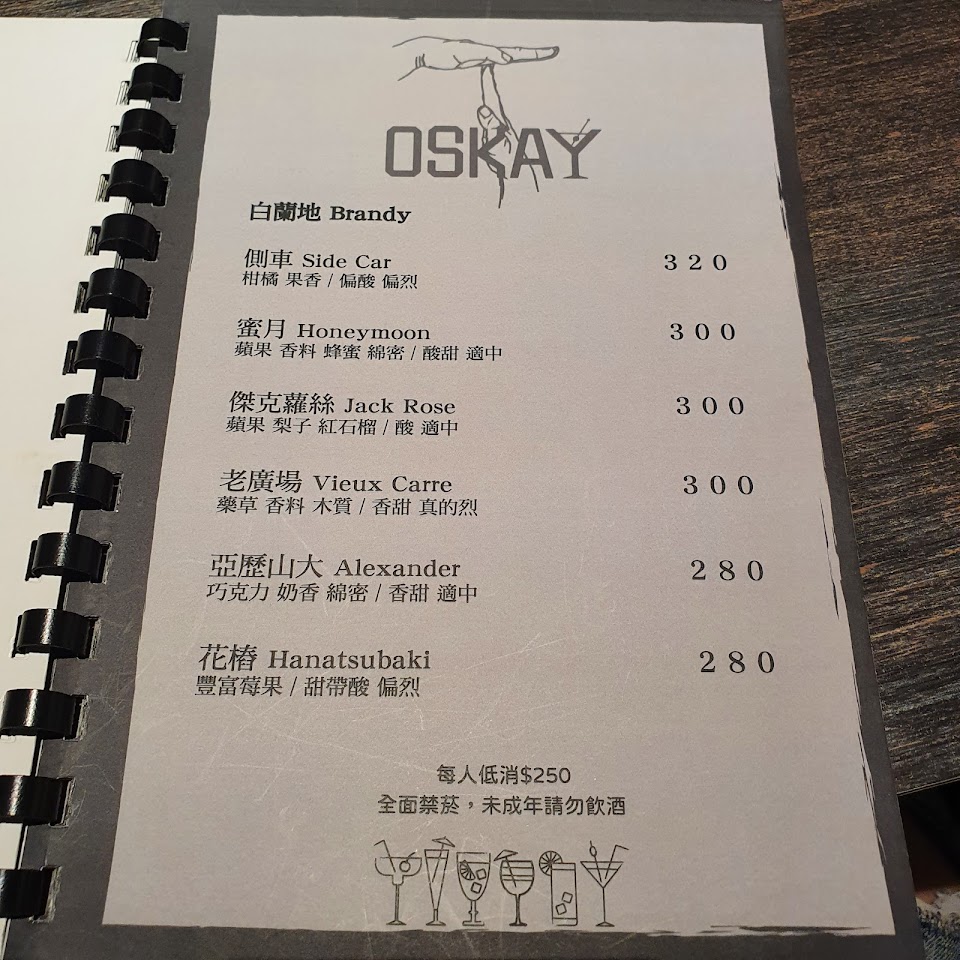 OSKAY
白蘭地 Brandy
側車 Side Car 320
柑橘 果香 / 偏酸 偏烈
蜜月 Honeymoon 300
蘋果 香料 蜂蜜 綿密 / 酸甜 適中
傑克蘿絲 Jack Rose 300
蘋果 梨子 紅石榴 / 酸 適中
老廣場 Vieux Carre 300
藥草 香料 木質 / 香甜 真的烈
亞歷山大 Alexander 280
巧克力 奶香 綿密 / 香甜 適中
花樁 Hanatsubaki 280
豐富莓果 / 甜帶酸 偏烈
每人低消$250
全面禁菸，未成年請勿飲酒